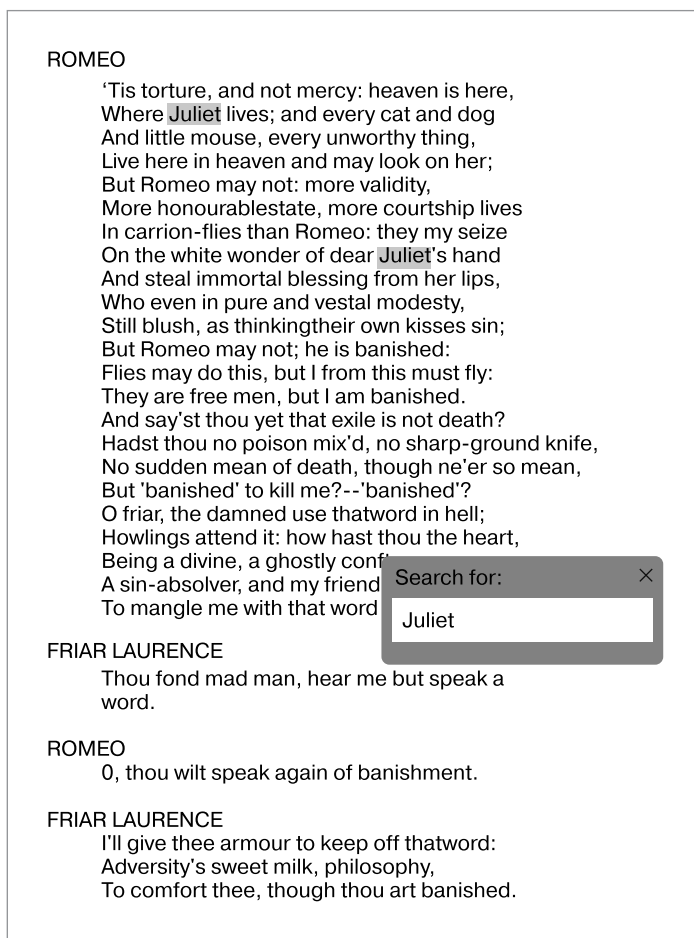 ROMEO
‘Tis torture, and not mercy: heaven is here,
Where Juliet lives; and every cat and dog
And little mouse, every unworthy thing,
Live here in heaven and may look on her;
But Romeo may not: more validity,
More honourablestate, more courtship lives
In carrion-flies than Romeo: they my seize
On the white wonder of dear Juliet's hand
And steal immortal blessing from her lips,
Who even in pure and vestal modesty,
Still blush, as thinkingtheir own kisses sin;
But Romeo may not; he is banished:
Flies may do this, but I from this must fly:
They are free men, but I am banished.
And say'st thou yet that exile is not death?
Hadst thou no poison mix'd, no sharp-ground knife,
No sudden mean of death, though ne'er so mean,
But 'banished' to kill me?--'banished'?
O friar, the damned use thatword in hell;
Howlings attend it: how hast thou the heart,
Being a divine, a ghostly
A sin-absolver, and my friend
To mangle me with that word
Search for:
Juliet
FRIAR LAURENCE
Thou fond mad man, hear me but speak a
word.
ROMEO
0, thou wilt speak again of banishment.
FRIAR LAURENCE
I'll give thee armour to keep off thatword:
Adversity's sweet milk, philosophy,
To comfort thee, though thou art banished.